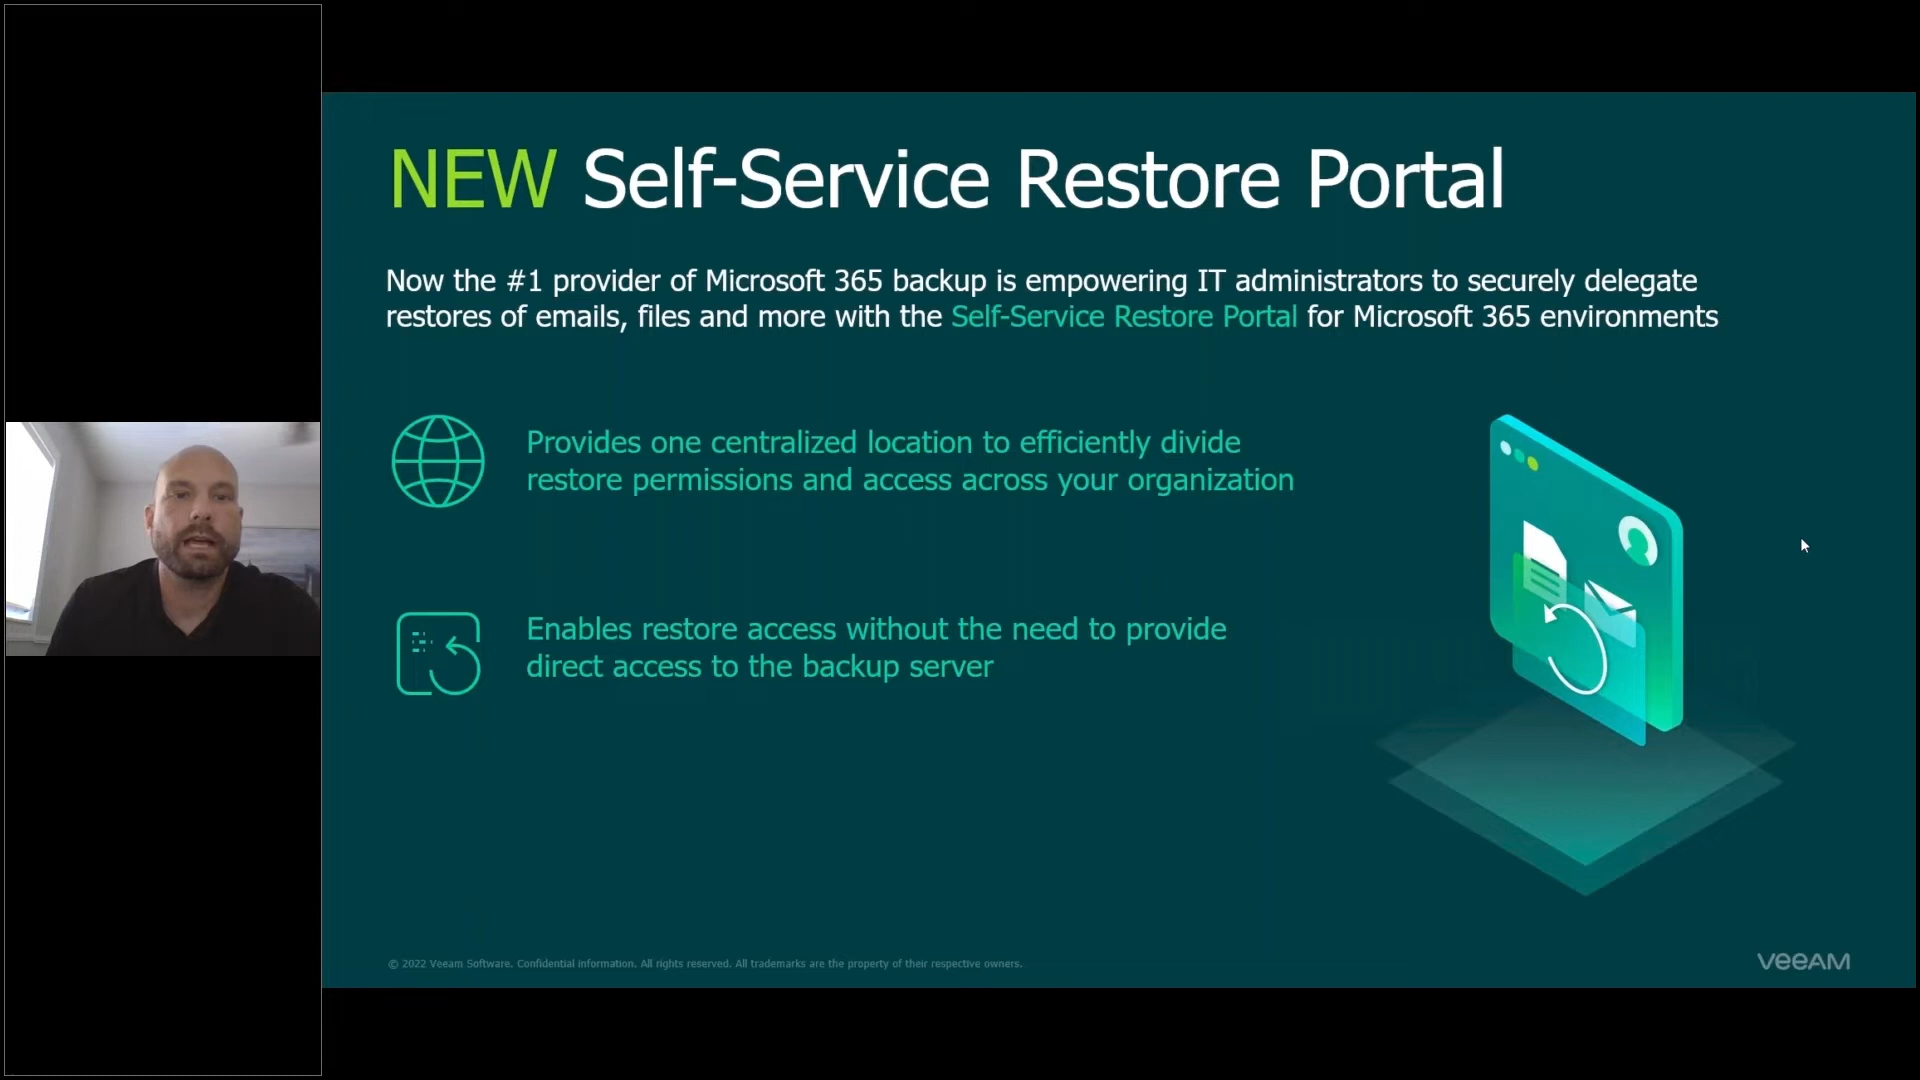 NEW Self-Service Restore Portal
Now the #1 provider of Microsoft 365 backup is empowering IT administrators to securely delegate
restores of emails, files and more with the Self-Service Restore Portal for Microsoft 365 environments
Provides one centralized location to efficiently divide
restore permissions and access across your organization
Enables restore access without the need to provide
direct access to the backup server
© 2022 Veeam Software. Confidential information. All rights reserved. All trademarks are the property of their respective owners.
veeAM